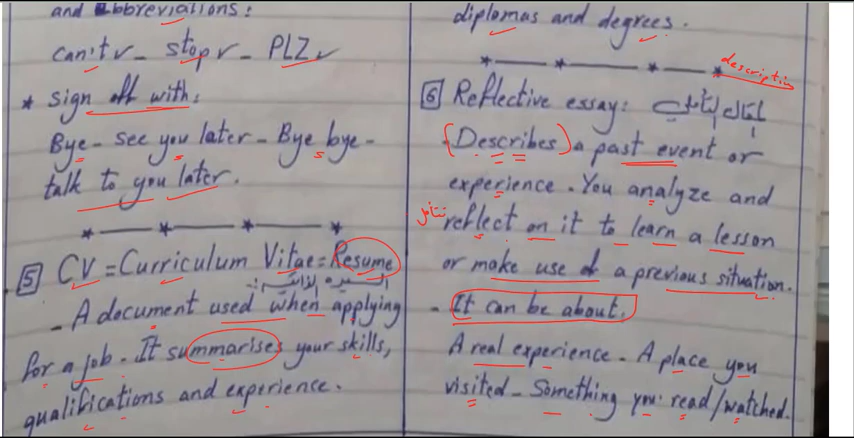 and abbreviations:
can't ✓ - stop ✓ - PLZ ✓
* Sign off with:
Bye - see you later - Bye bye -
talk to you later.
5 CV = Curriculum Vitae = Resume
السيرة الذاتية:
- A document used when applying
for a job. It summarises your skills,
qualifications and experience.
diplomas and degrees.
description
6 Reflective essay: المقال التأملي
- (Describes) a past event or
experience. You analyze and
نتأمل
reflect on it to learn a lesson
or make use of a previous situation.
- It can be about:
A real experience - A place you
visited - Something you read/watched.